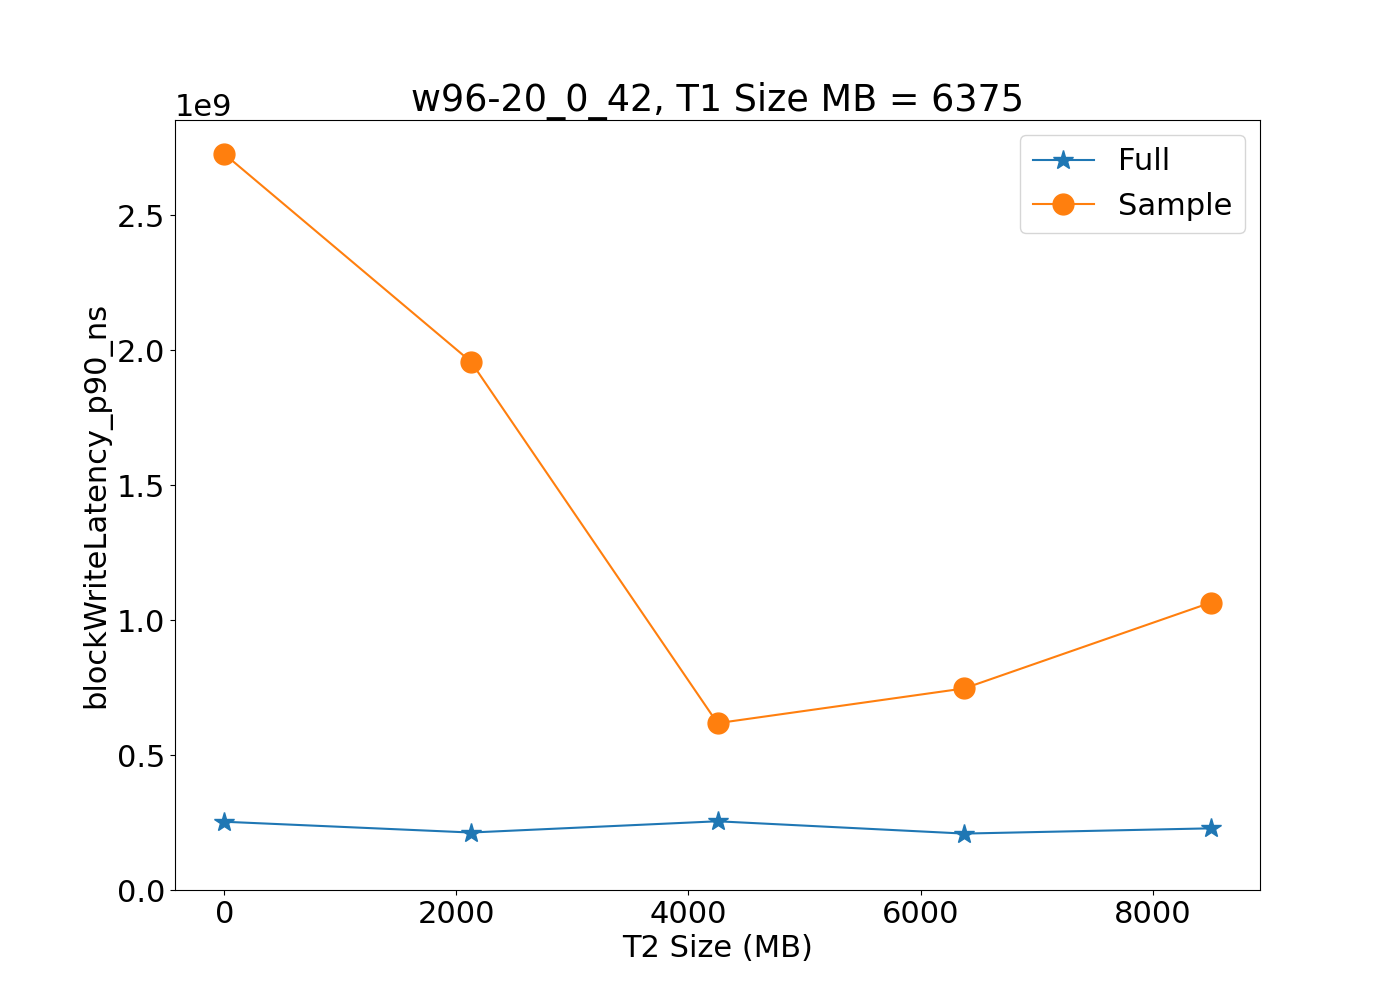 w96-20_0_42, T1 Size MB = 6375
1e9
Full
Sample
2.5
2.0
1.5
1.0
0.5
0.0
blockWriteLatency_p90_ns
0 2000 4000 6000 8000
T2 Size (MB)